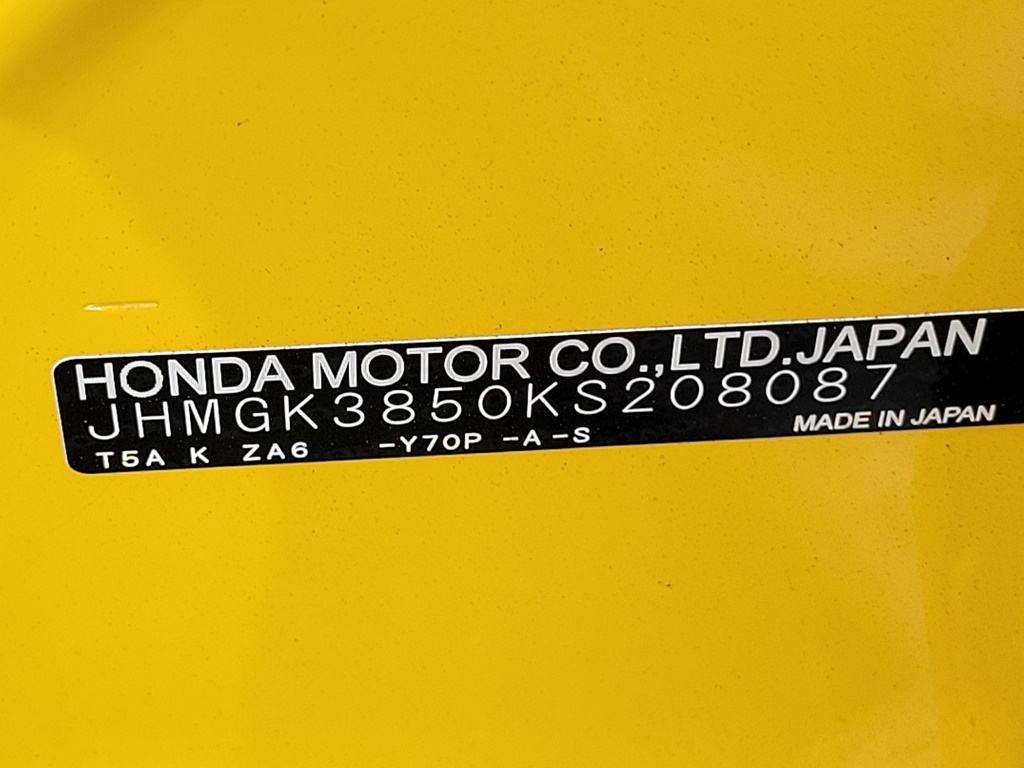 HONDA MOTOR CO.,LTD.JAPAN
JHMGK3850KS208087
MADE IN JAPAN
T5A K ZA6 -Y70P -A-S